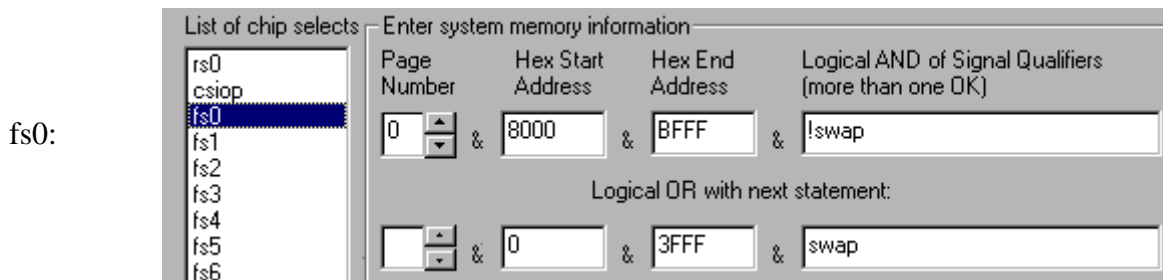 List of chip selects Enter system memory information
rs0
csiop
fs0
fs1
fs2
fs3
fs4
fs5
fs6
Page Number
Hex Start Address
Hex End Address
Logical AND of Signal Qualifiers
(more than one OK)
fs0:
0 & 8000 & BFFF & !swap
Logical OR with next statement:
& 0 & 3FFF & swap